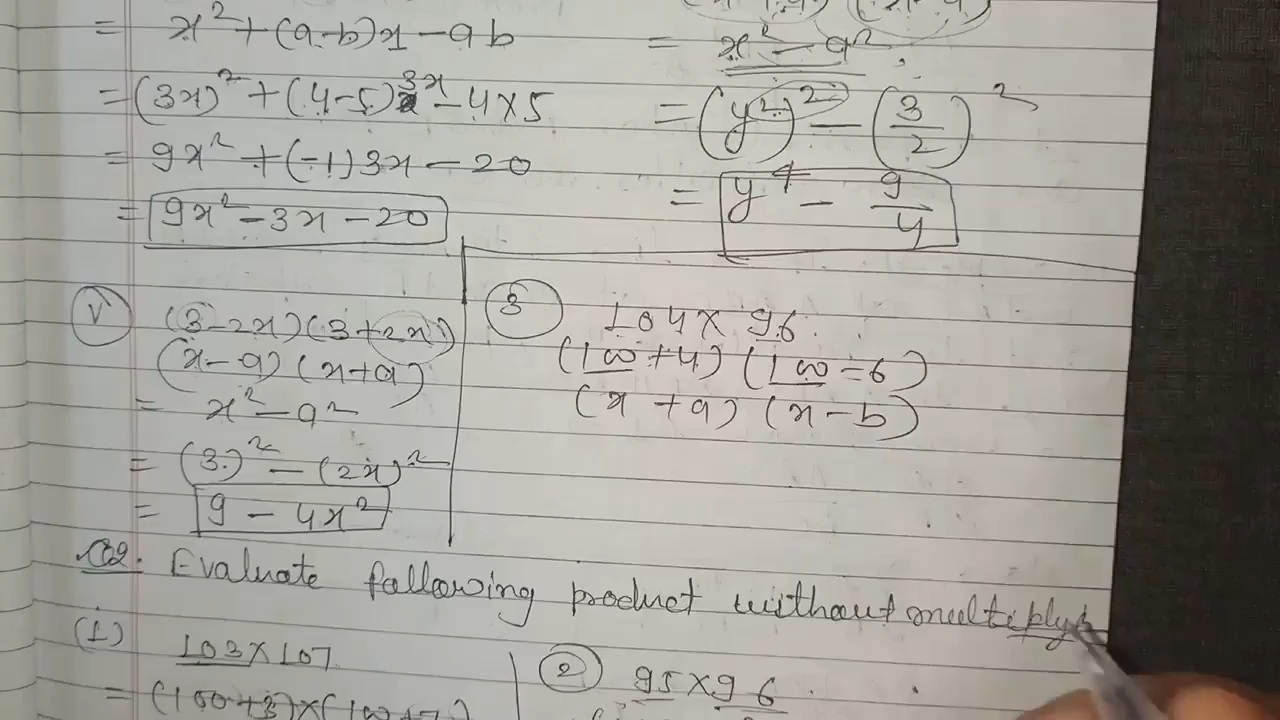 = x² + (a-b)x - ab
= (3x)² + (4-5)3x - 4×5
= 9x² + (-1)3x - 20
= 9x² - 3x - 20
= x² - a²
= (y²)² - (3/2)²
= y⁴ - 9/4
V (3-2x)(3+2x)
(x-a)(x+a)
= x² - a²
= (3)² - (2x)²
= 9 - 4x²
3 104 × 96
(100+4)(100-6)
(x+a)(x-b)
Q2. Evaluate following product without multiply
(1) 103×107
= (100+3)×(100+7)
2 95×96